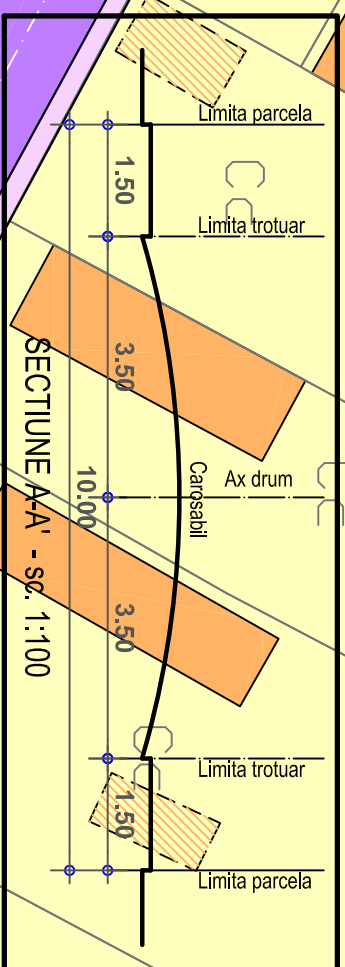 Limita parcela
1.50
Limita trotuar
3.50
Ax drum
Carosabil
10.00
3.50
Limita trotuar
1.50
Limita parcela
SECTIUNE A-A' - sc. 1:100
C
C
C
C
C
C